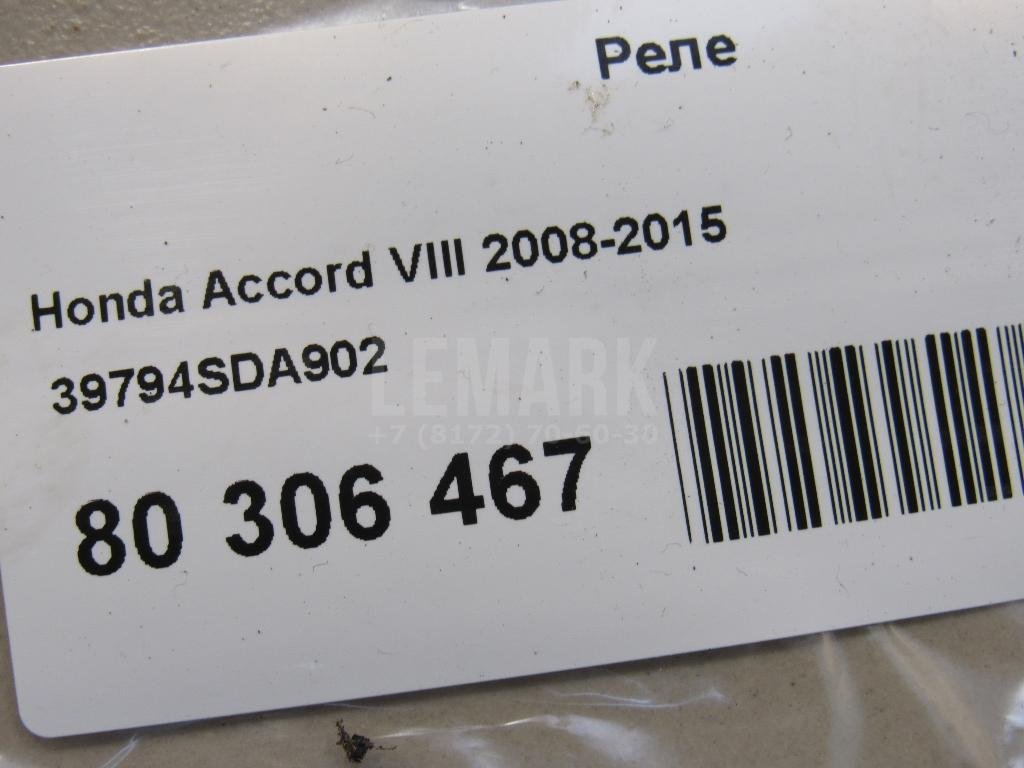 Реле
Honda Accord VIII 2008-2015
39794SDA902
LEMARK
+7 (8172) 70-60-30
80 306 467